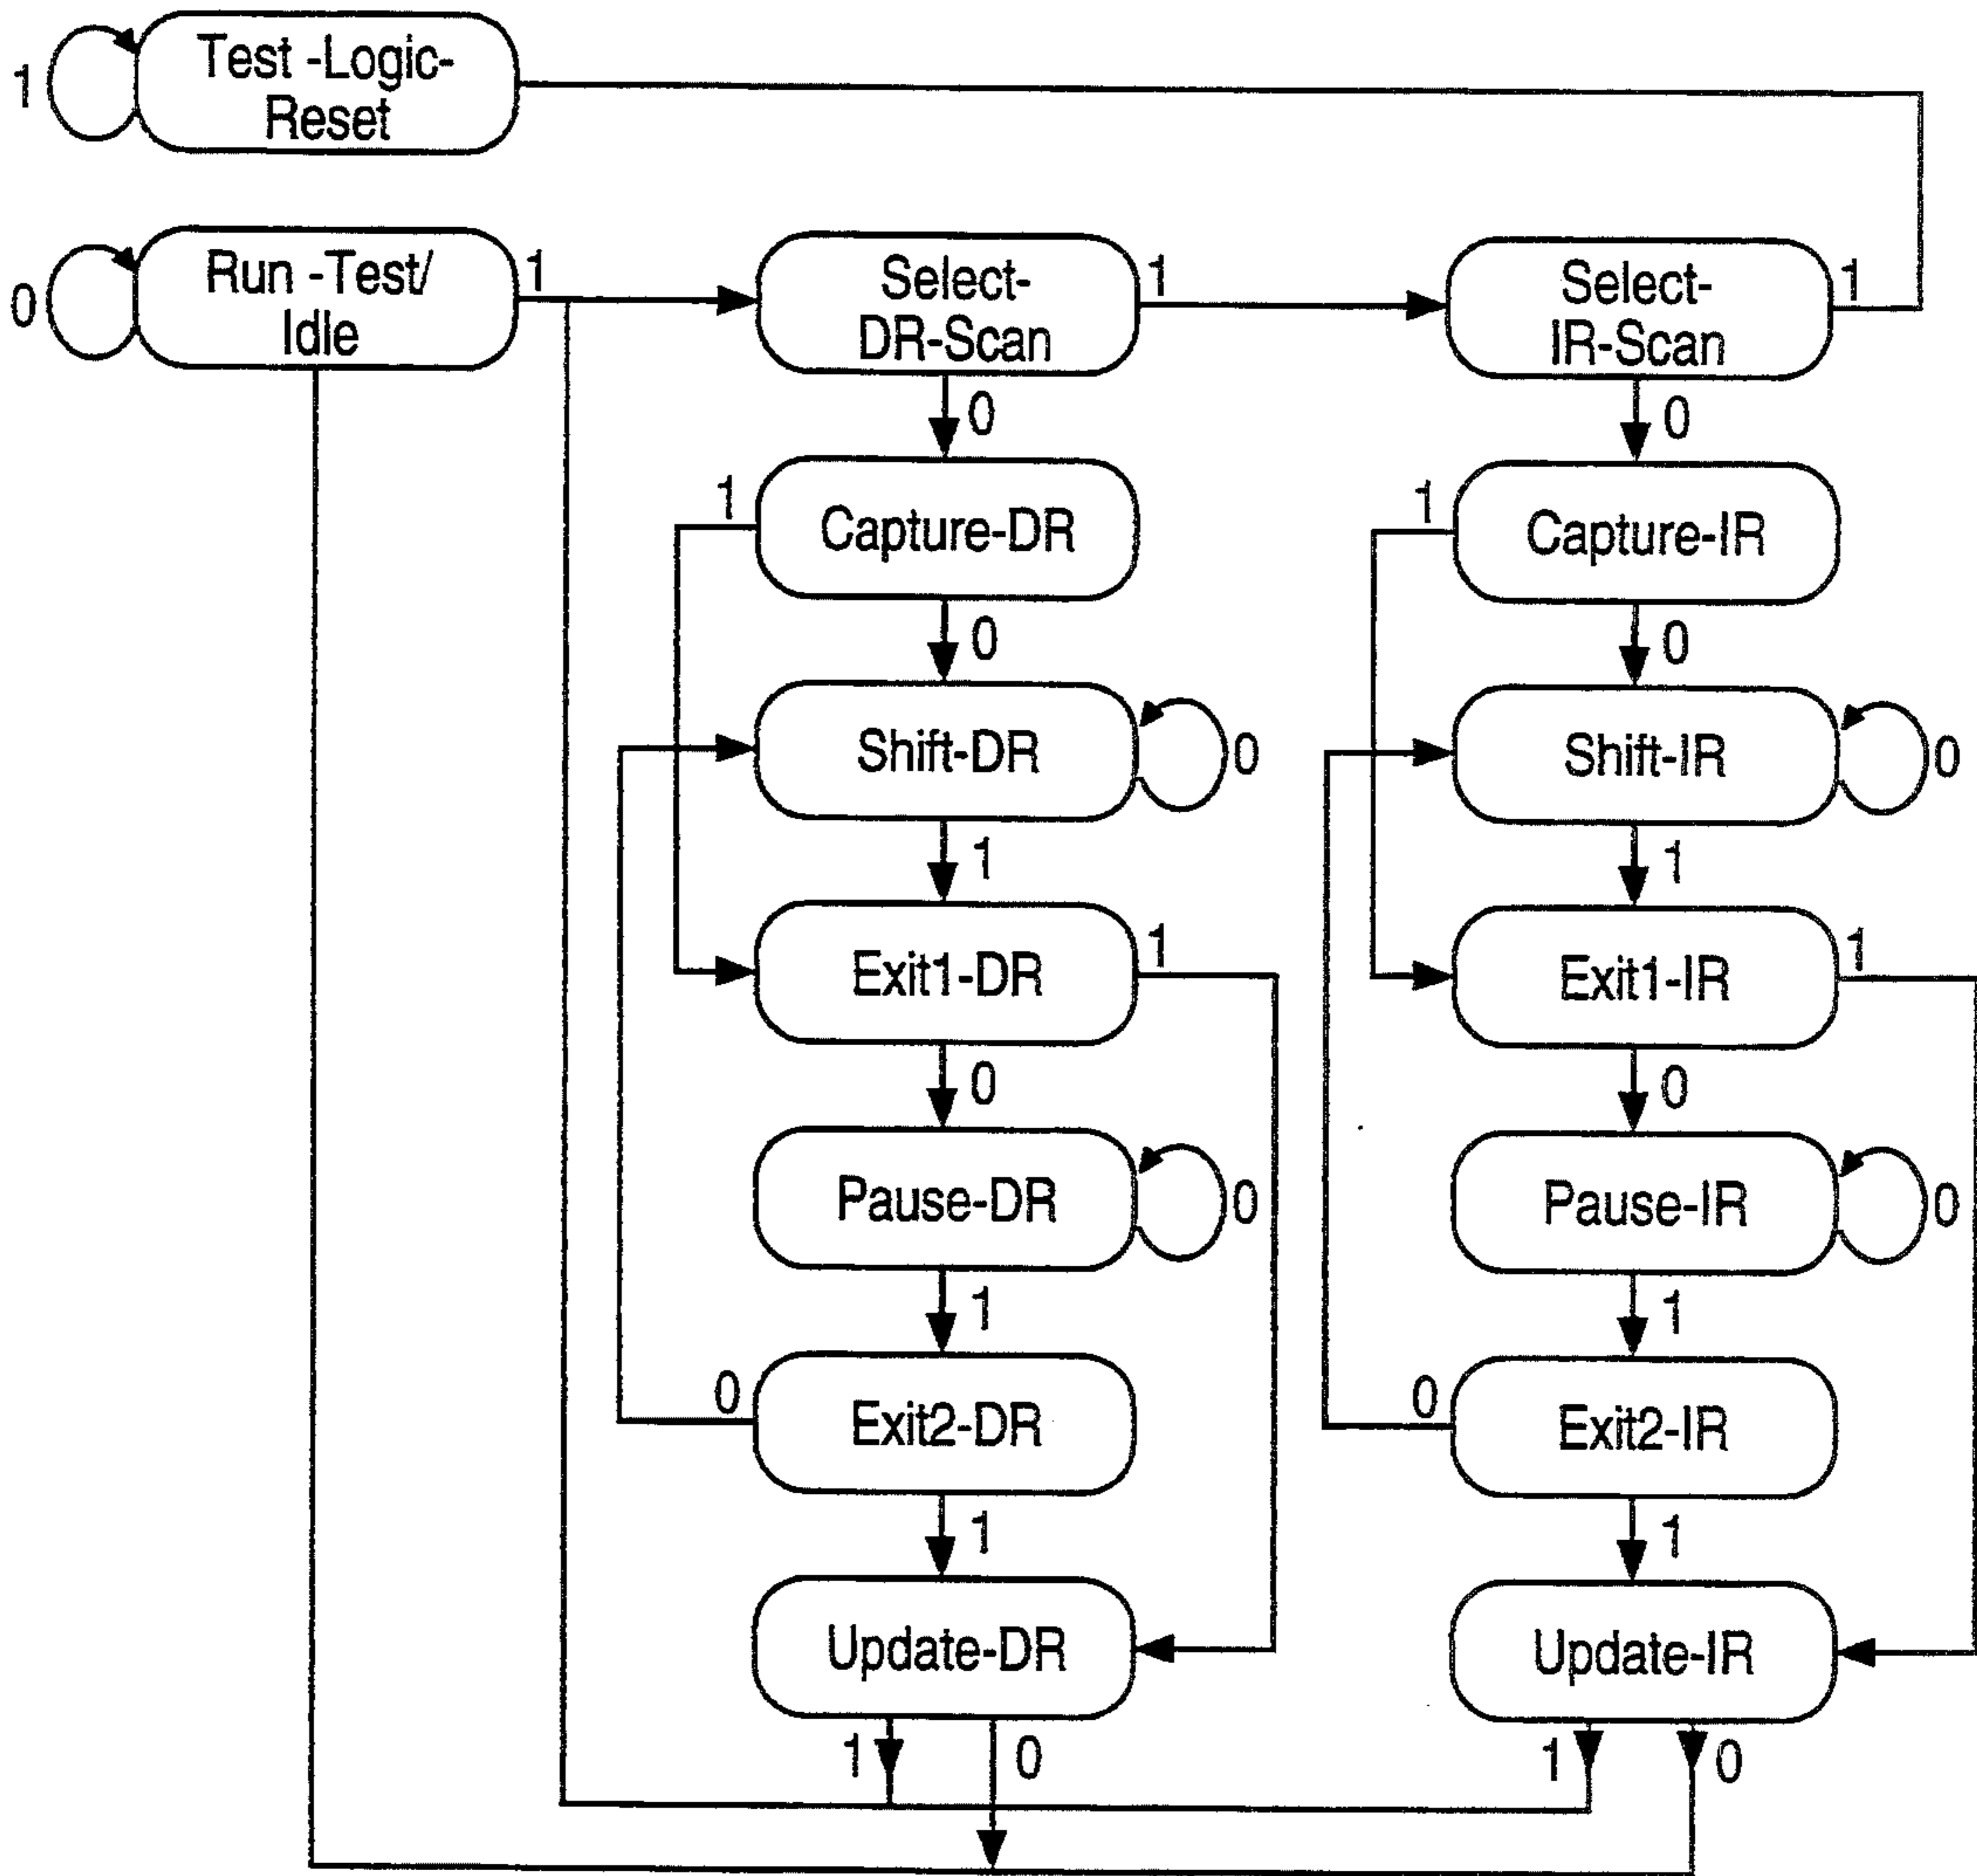 Test -Logic-
Reset
1
Run -Test/
Idle
0
1
Select-
DR-Scan
1
0
Select-
IR-Scan
1
0
Capture-DR
1
0
Capture-IR
1
0
Shift-DR
0
1
Shift-IR
0
1
Exit1-DR
1
0
Exit1-IR
1
0
Pause-DR
0
1
Pause-IR
0
1
Exit2-DR
0
1
Exit2-IR
0
1
Update-DR
1
0
Update-IR
1
0